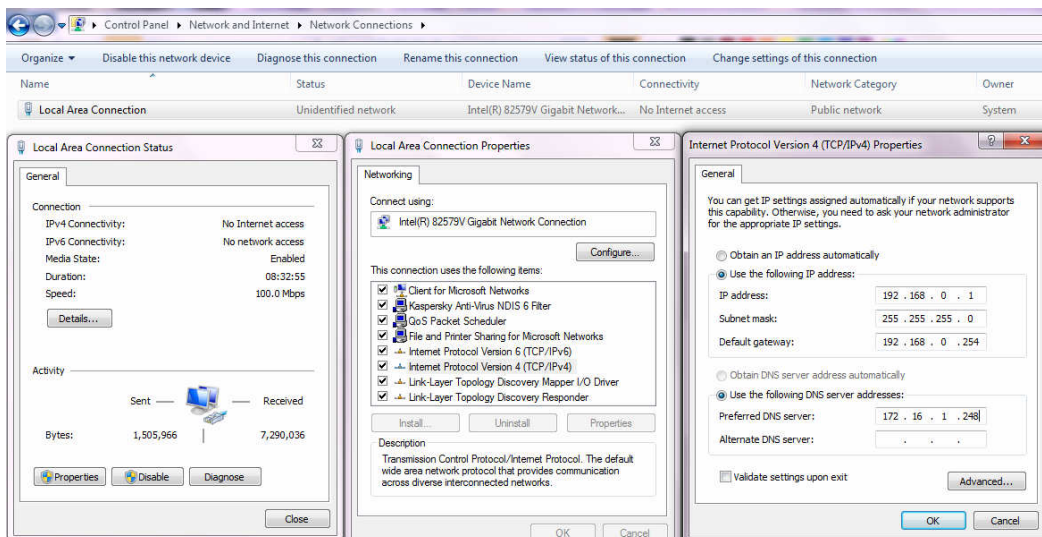 Control Panel ▸ Network and Internet ▸ Network Connections ▸
Organize ▾ Disable this network device Diagnose this connection Rename this connection View status of this connection Change settings of this connection
Name Status Device Name Connectivity Network Category Owner
Local Area Connection Unidentified network Intel(R) 82579V Gigabit Network... No Internet access Public network System
Local Area Connection Status
General
Connection
IPv4 Connectivity: No Internet access
IPv6 Connectivity: No network access
Media State: Enabled
Duration: 08:32:55
Speed: 100.0 Mbps
Details...
Activity
Sent — Received
Bytes: 1,505,966 7,290,036
Properties Disable Diagnose
Close
Local Area Connection Properties
Networking
Connect using:
Intel(R) 82579V Gigabit Network Connection
Configure...
This connection uses the following items:
Client for Microsoft Networks
Kaspersky Anti-Virus NDIS 6 Filter
QoS Packet Scheduler
File and Printer Sharing for Microsoft Networks
Internet Protocol Version 6 (TCP/IPv6)
Internet Protocol Version 4 (TCP/IPv4)
Link-Layer Topology Discovery Mapper I/O Driver
Link-Layer Topology Discovery Responder
Install... Uninstall Properties
Description
Transmission Control Protocol/Internet Protocol. The default
wide area network protocol that provides communication
across diverse interconnected networks.
OK Cancel
Internet Protocol Version 4 (TCP/IPv4) Properties
General
You can get IP settings assigned automatically if your network supports
this capability. Otherwise, you need to ask your network administrator
for the appropriate IP settings.
Obtain an IP address automatically
Use the following IP address:
IP address: 192 . 168 . 0 . 1
Subnet mask: 255 . 255 . 255 . 0
Default gateway: 192 . 168 . 0 . 254
Obtain DNS server address automatically
Use the following DNS server addresses:
Preferred DNS server: 172 . 16 . 1 . 248
Alternate DNS server: . . .
Validate settings upon exit
Advanced...
OK Cancel